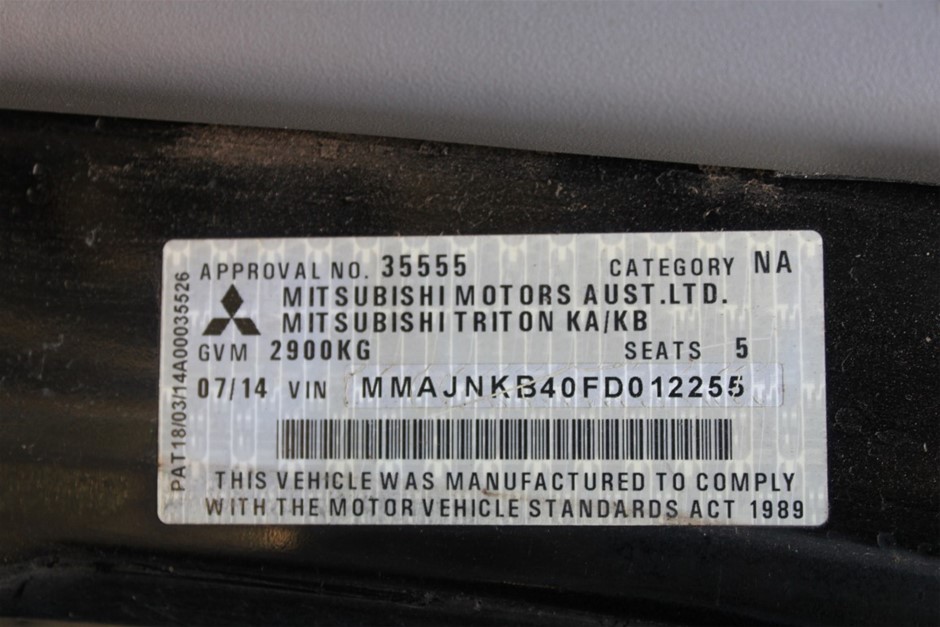 APPROVAL NO. 35555 CATEGORY NA
MITSUBISHI MOTORS AUST.LTD.
MITSUBISHI TRITON KA/KB
GVM 2900KG SEATS 5
07/14 VIN MMAJNKB40FD012255
THIS VEHICLE WAS MANUFACTURED TO COMPLY
WITH THE MOTOR VEHICLE STANDARDS ACT 1989
PAT18/03/14A00035526